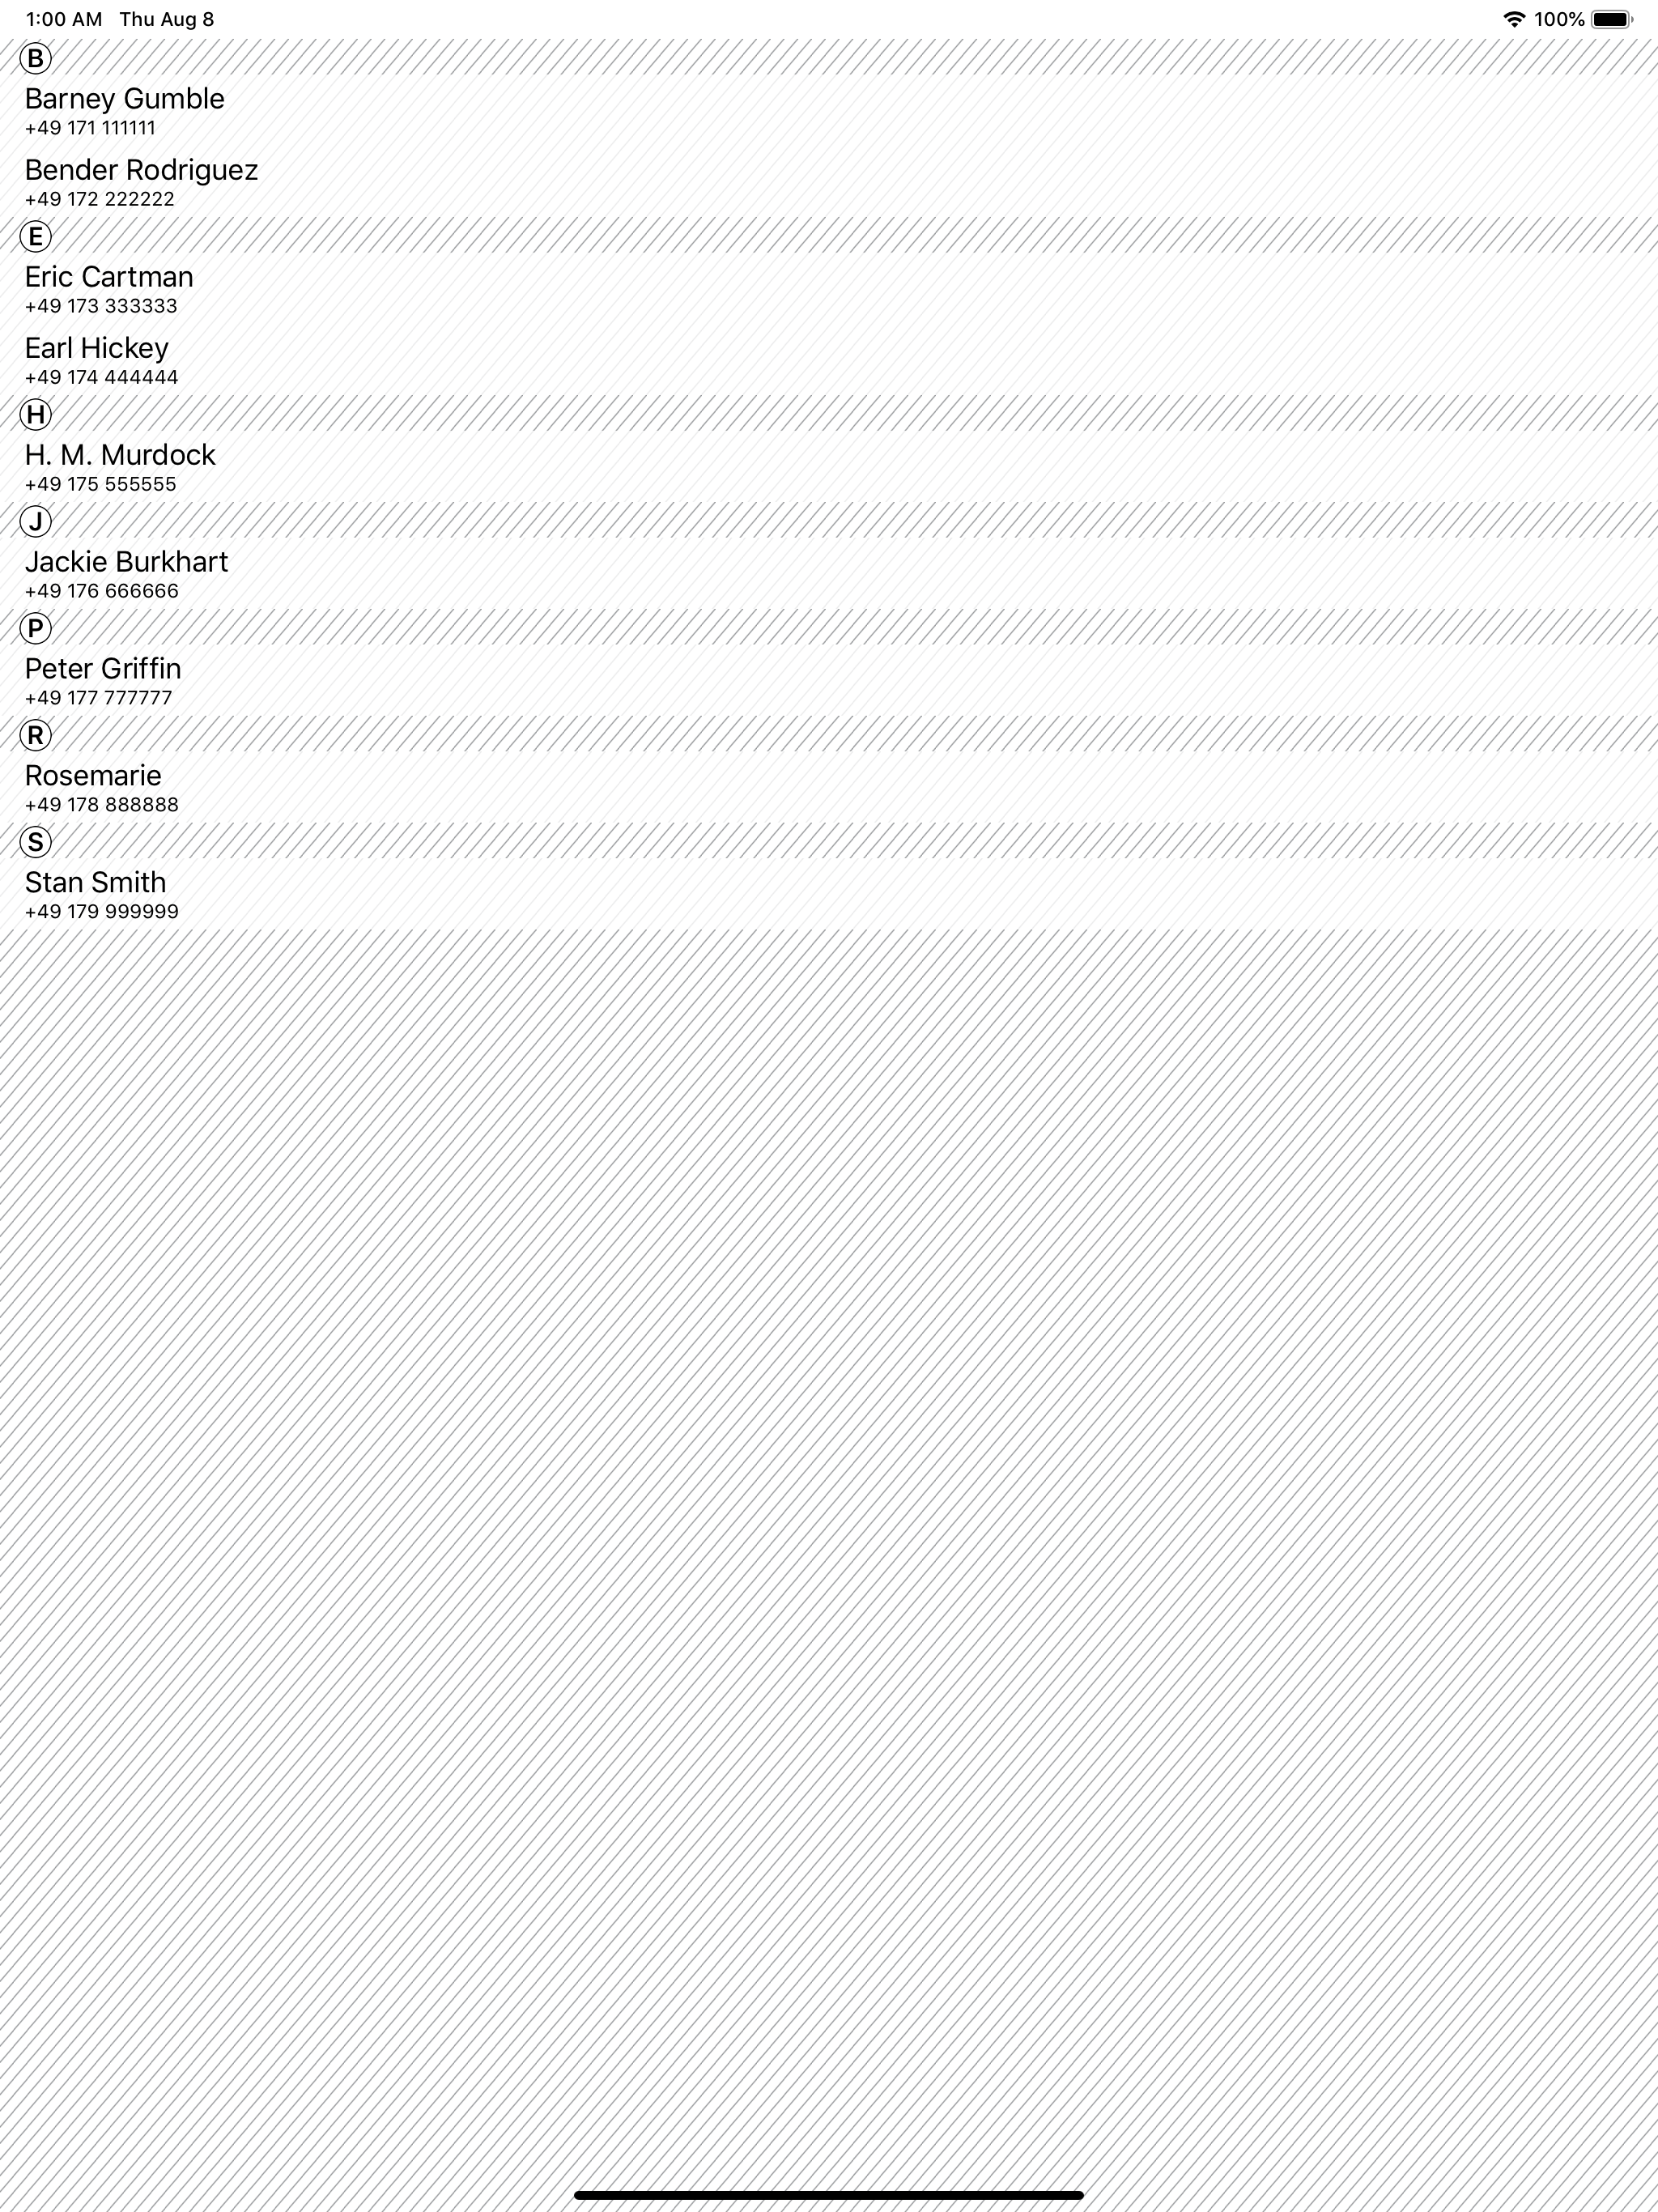 1:00 AM Thu Aug 8 100%
B
Barney Gumble
+49 171 111111
Bender Rodriguez
+49 172 222222
E
Eric Cartman
+49 173 333333
Earl Hickey
+49 174 444444
H
H. M. Murdock
+49 175 555555
J
Jackie Burkhart
+49 176 666666
P
Peter Griffin
+49 177 777777
R
Rosemarie
+49 178 888888
S
Stan Smith
+49 179 999999